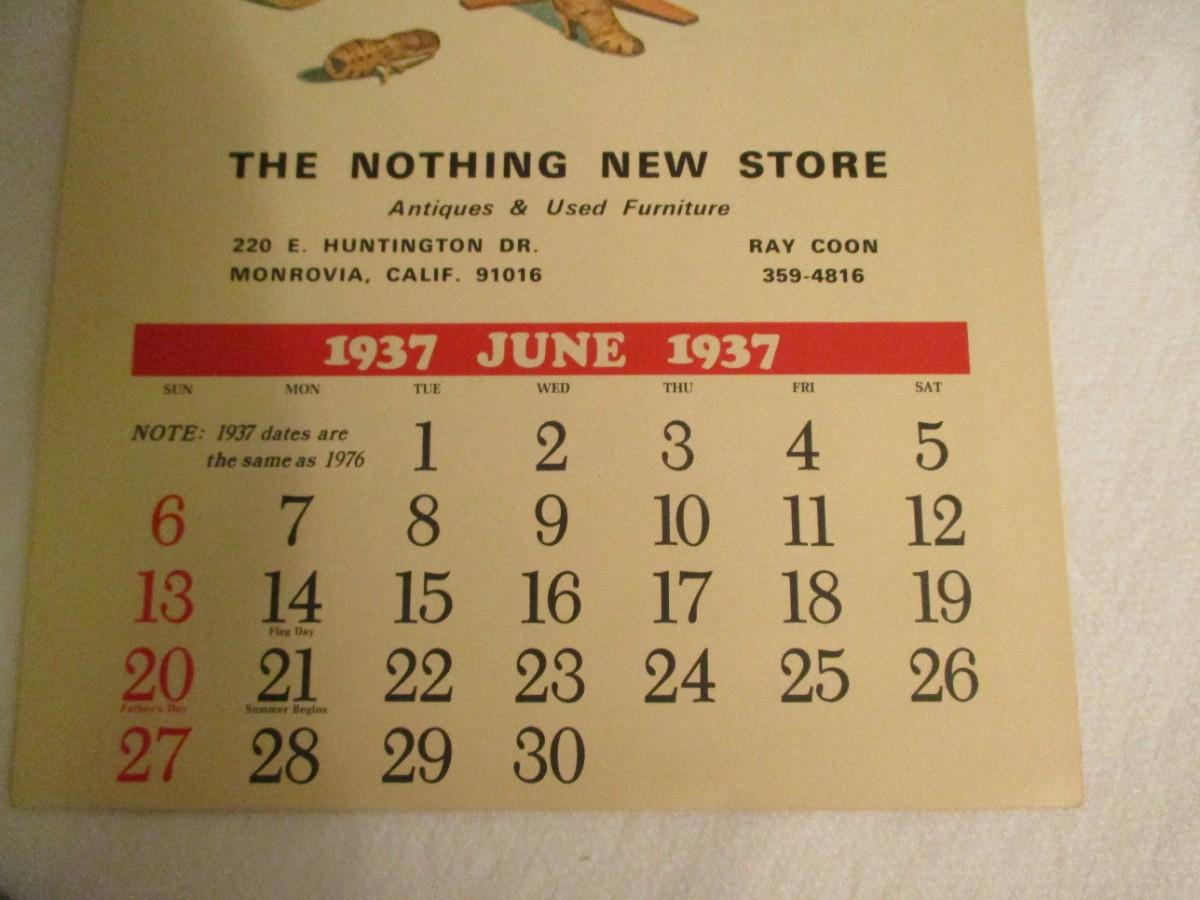 THE NOTHING NEW STORE
Antiques & Used Furniture
220 E. HUNTINGTON DR.
MONROVIA, CALIF. 91016
RAY COON
359-4816
1937 JUNE 1937
SUN MON TUE WED THU FRI SAT
NOTE: 1937 dates are
the same as 1976
1 2 3 4 5
6 7 8 9 10 11 12
13 14 15 16 17 18 19
Flag Day
20 21 22 23 24 25 26
Father's Day Summer Begins
27 28 29 30